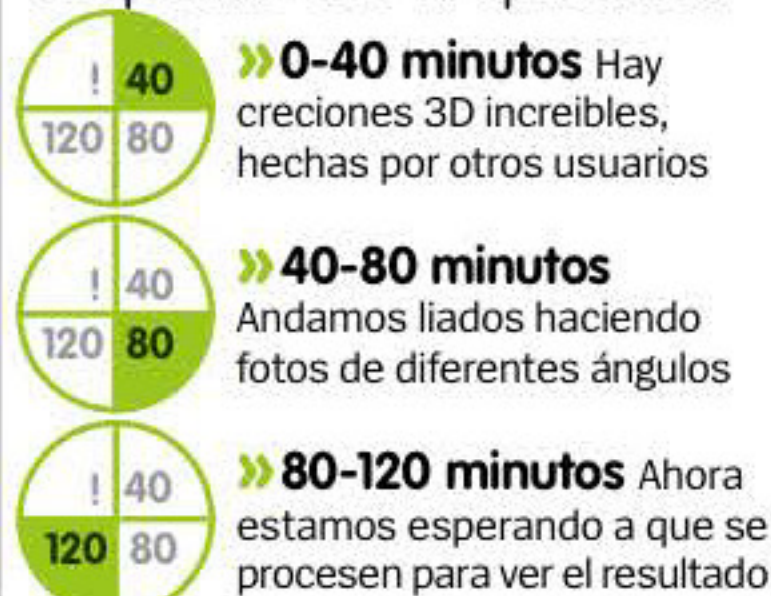 ! 40
120 80
»0-40 minutos Hay
creciones 3D increibles,
hechas por otros usuarios
! 40
120 80
»40-80 minutos
Andamos liados haciendo
fotos de diferentes ángulos
! 40
120 80
»80-120 minutos Ahora
estamos esperando a que se
procesen para ver el resultado